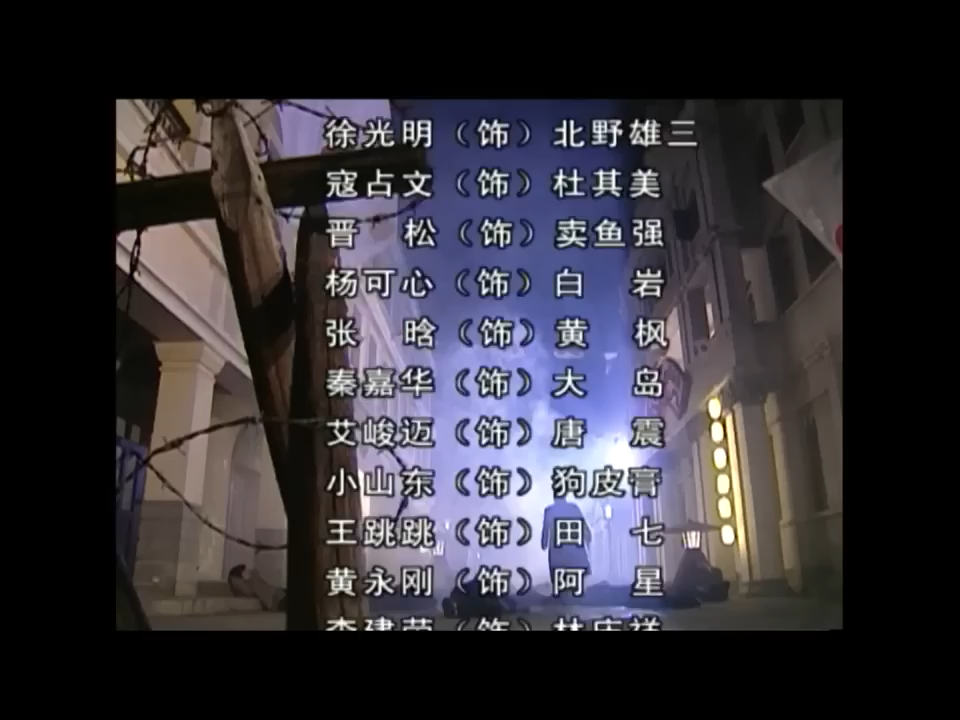 徐光明（饰）北野雄三
寇占文（饰）杜其美
晋 松（饰）卖鱼强
杨可心（饰）白 岩
张 晗（饰）黄 枫
秦嘉华（饰）大 岛
艾峻迈（饰）唐 震
小山东（饰）狗皮膏
王跳跳（饰）田 七
黄永刚（饰）阿 星